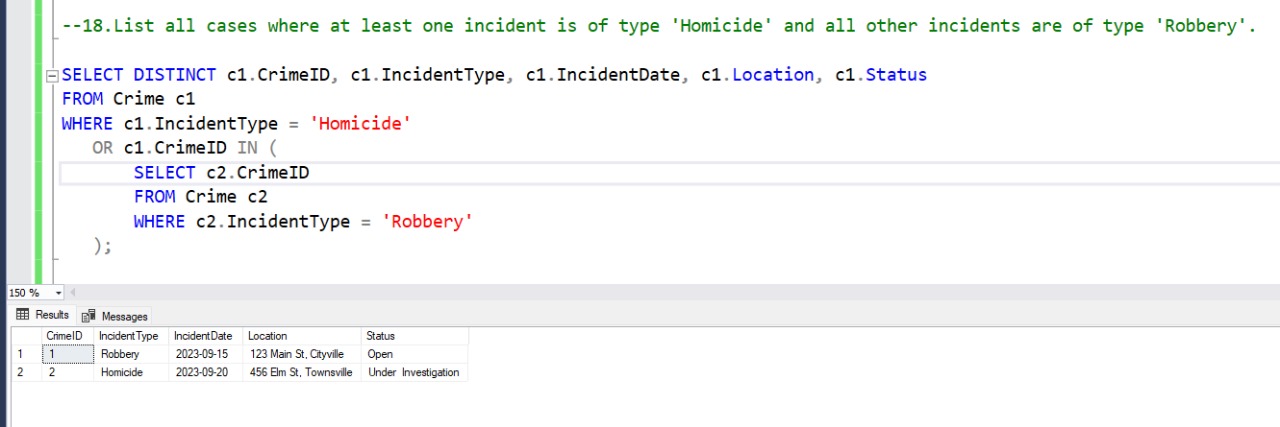 --18.List all cases where at least one incident is of type 'Homicide' and all other incidents are of type 'Robbery'.
SELECT DISTINCT c1.CrimeID, c1.IncidentType, c1.IncidentDate, c1.Location, c1.Status
FROM Crime c1
WHERE c1.IncidentType = 'Homicide'
OR c1.CrimeID IN (
SELECT c2.CrimeID
FROM Crime c2
WHERE c2.IncidentType = 'Robbery'
);
150 %
Results Messages
CrimeID IncidentType IncidentDate Location Status
1 1 Robbery 2023-09-15 123 Main St, Cityville Open
2 2 Homicide 2023-09-20 456 Elm St, Townsville Under Investigation